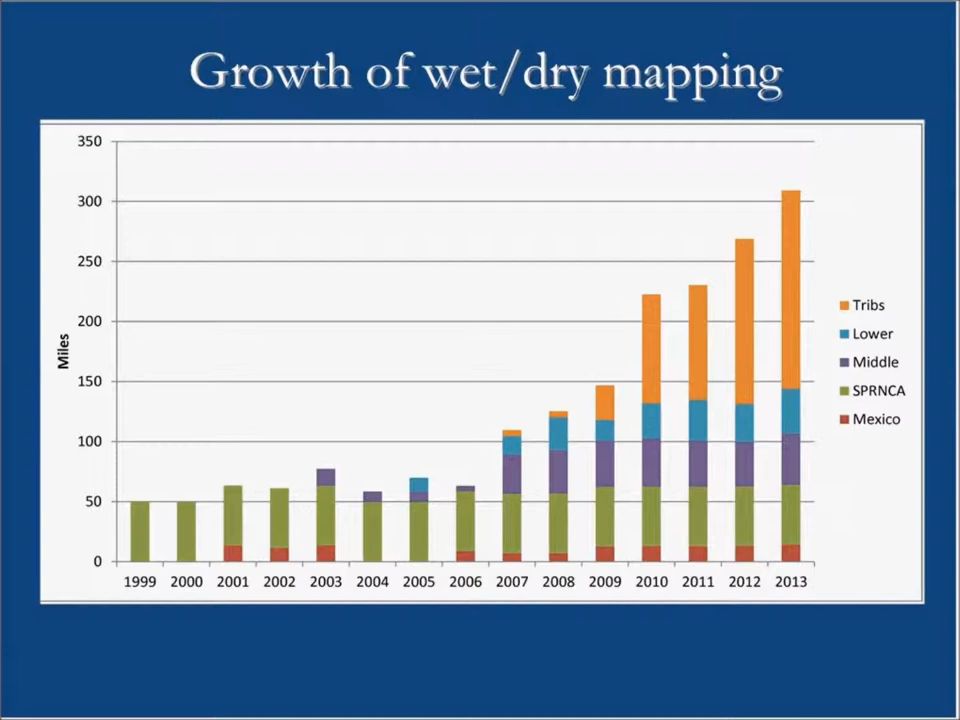 Growth of wet/dry mapping
350
300
250
200
150
100
50
0
Miles
1999 2000 2001 2002 2003 2004 2005 2006 2007 2008 2009 2010 2011 2012 2013
Tribs
Lower
Middle
SPRNCA
Mexico